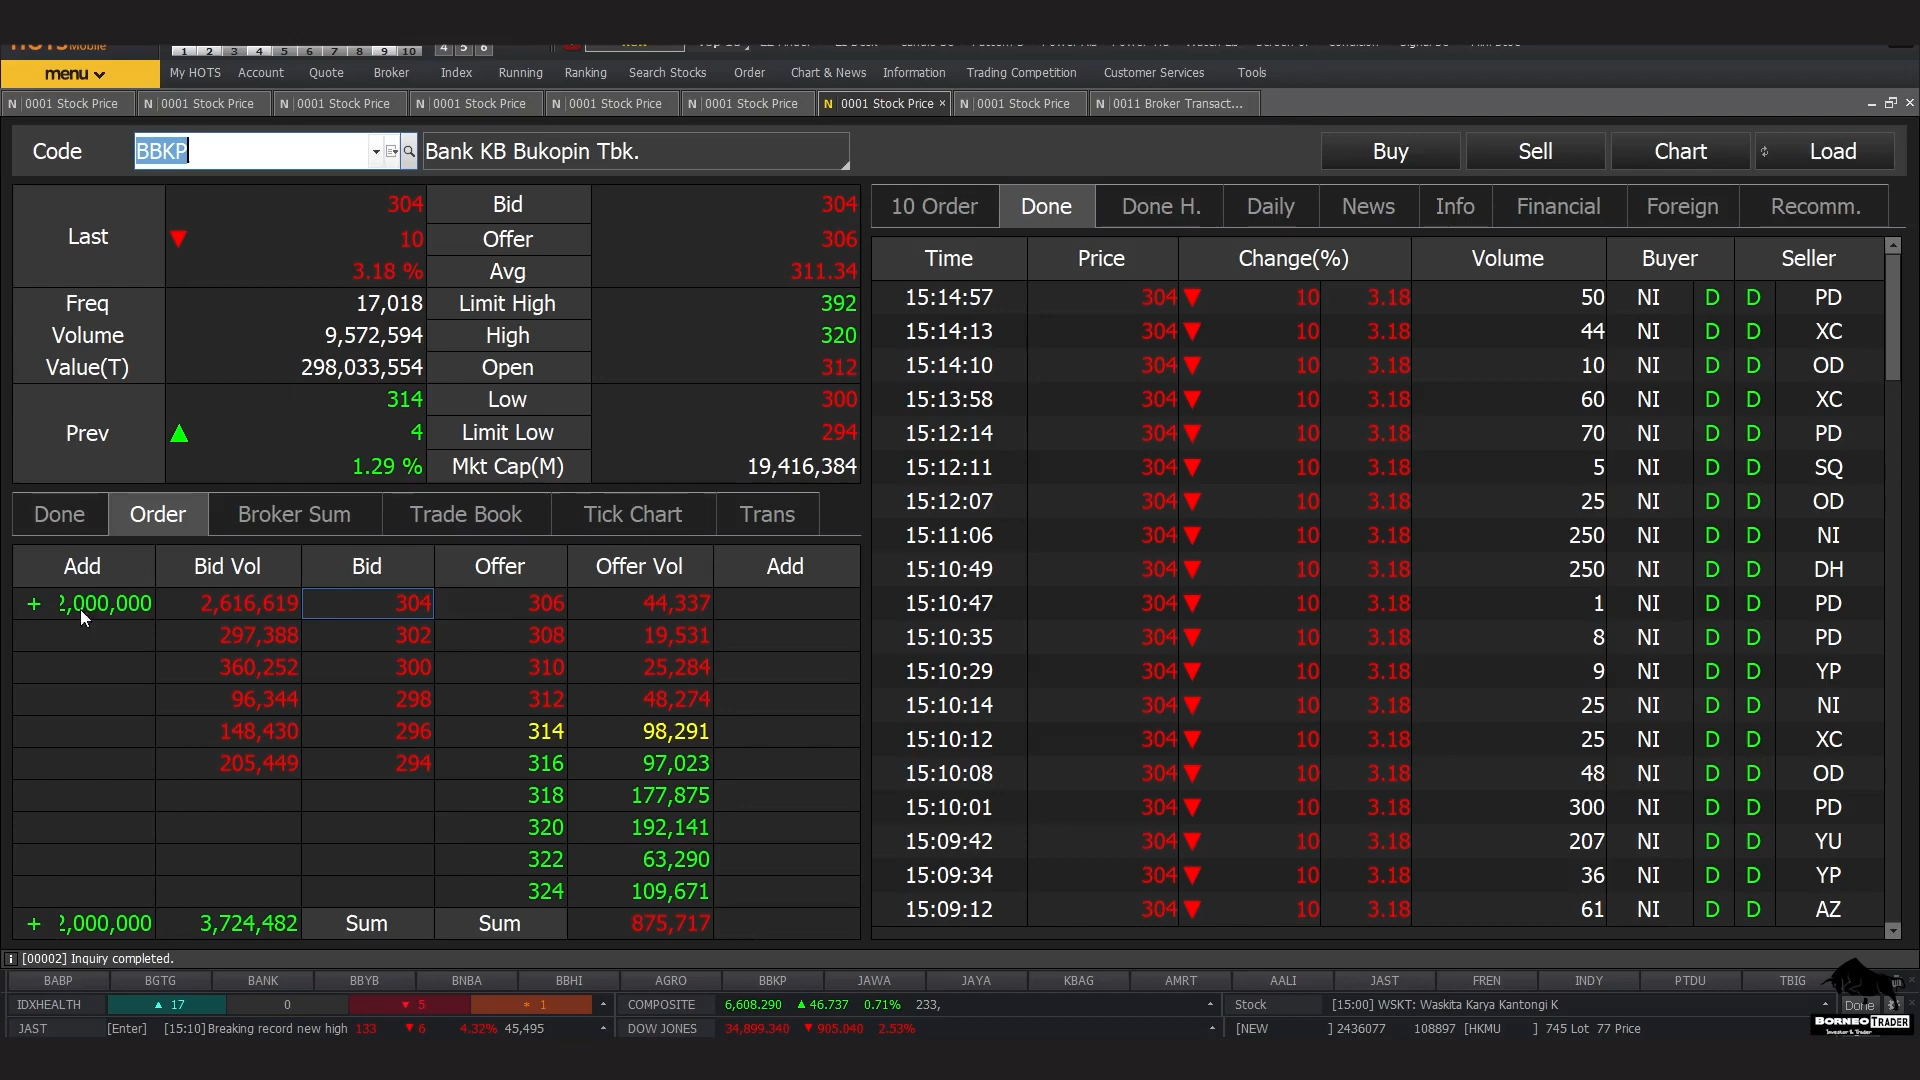 HOTS Mobile
1 2 3 4 5 6 7 8 9 10 4 5 6
menu My HOTS Account Quote Broker Index Running Ranking Search Stocks Order Chart & News Information Trading Competition Customer Services Tools
N 0001 Stock Price N 0001 Stock Price N 0001 Stock Price N 0001 Stock Price N 0001 Stock Price N 0001 Stock Price N 0001 Stock Price × N 0001 Stock Price N 0011 Broker Transact...
Code BBKP Bank KB Bukopin Tbk. Buy Sell Chart Load
Last ▼ 304 10 3.18 %
Bid 304
Offer 306
Avg 311.34
Freq 17,018 Limit High 392
Volume 9,572,594 High 320
Value(T) 298,033,554 Open 312
Prev ▲ 314 4 1.29 %
Low 300
Limit Low 294
Mkt Cap(M) 19,416,384
Done Order Broker Sum Trade Book Tick Chart Trans
Add Bid Vol Bid Offer Offer Vol Add
+ 2,000,000 2,616,619 304 306 44,337
297,388 302 308 19,531
360,252 300 310 25,284
96,344 298 312 48,274
148,430 296 314 98,291
205,449 294 316 97,023
318 177,875
320 192,141
322 63,290
324 109,671
+ 2,000,000 3,724,482 Sum Sum 875,717
10 Order Done Done H. Daily News Info Financial Foreign Recomm.
Time Price Change(%) Volume Buyer Seller
15:14:57 304 ▼ 10 3.18 50 NI D D PD
15:14:13 304 ▼ 10 3.18 44 NI D D XC
15:14:10 304 ▼ 10 3.18 10 NI D D OD
15:13:58 304 ▼ 10 3.18 60 NI D D XC
15:12:14 304 ▼ 10 3.18 70 NI D D PD
15:12:11 304 ▼ 10 3.18 5 NI D D SQ
15:12:07 304 ▼ 10 3.18 25 NI D D OD
15:11:06 304 ▼ 10 3.18 250 NI D D NI
15:10:49 304 ▼ 10 3.18 250 NI D D DH
15:10:47 304 ▼ 10 3.18 1 NI D D PD
15:10:35 304 ▼ 10 3.18 8 NI D D PD
15:10:29 304 ▼ 10 3.18 9 NI D D YP
15:10:14 304 ▼ 10 3.18 25 NI D D NI
15:10:12 304 ▼ 10 3.18 25 NI D D XC
15:10:08 304 ▼ 10 3.18 48 NI D D OD
15:10:01 304 ▼ 10 3.18 300 NI D D PD
15:09:42 304 ▼ 10 3.18 207 NI D D YU
15:09:34 304 ▼ 10 3.18 36 NI D D YP
15:09:12 304 ▼ 10 3.18 61 NI D D AZ
[00002] Inquiry completed.
BABP BGTG BANK BBYB BNBA BBHI AGRO BBKP JAWA JAYA KBAG AMRT AALI JAST FREN INDY PTDU TBIG
IDXHEALTH ▲ 17 0 ▼ 5 * 1 COMPOSITE 6,608.290 ▲ 46.737 0.71% 233, Stock [15:00] WSKT: Waskita Karya Kantongi K Done
JAST [Enter] [15:10]Breaking record new high 133 ▼ 6 4.32% 45,495 DOW JONES 34,899.340 ▼ 905.040 2.53% [NEW ] 2436077 108897 [HKMU ] 745 Lot 77 Price
BORNEO TRADER
Investor & Trader